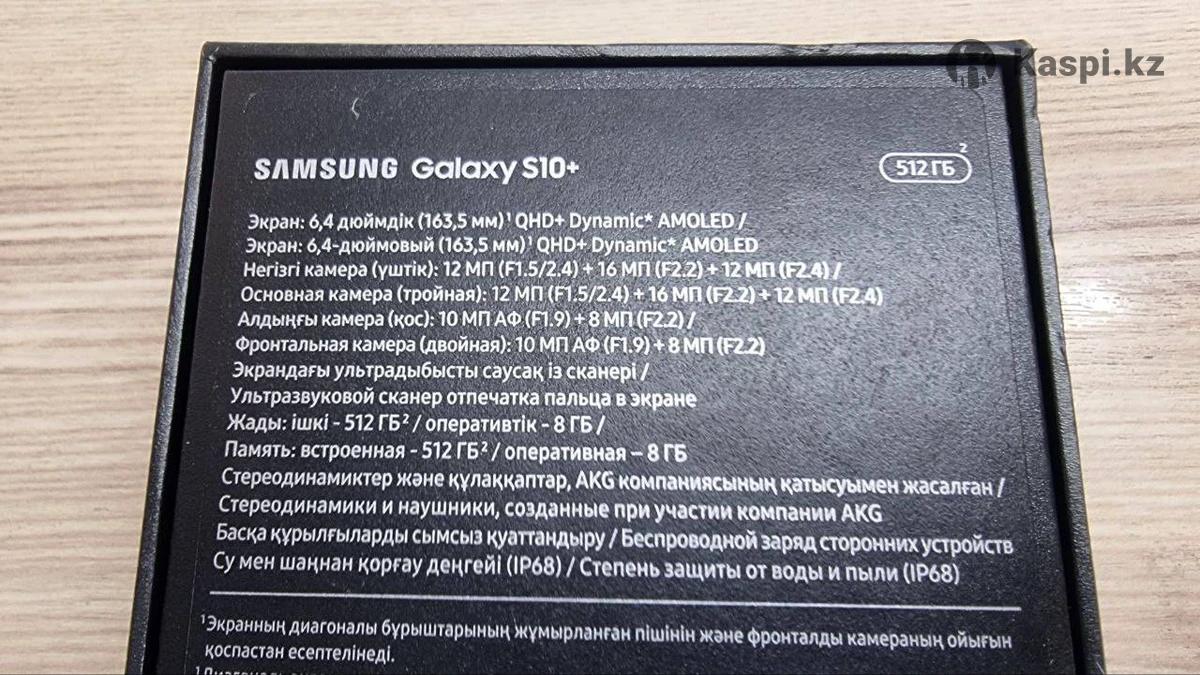 Kaspi.kz
SAMSUNG Galaxy S10+
512 ГБ 2
Экран: 6,4 дюймдік (163,5 мм)¹ QHD+ Dynamic* AMOLED /
Экран: 6,4-дюймовый (163,5 мм)¹ QHD+ Dynamic* AMOLED
Негізгі камера (үштік): 12 МП (F1.5/2.4) + 16 МП (F2.2) + 12 МП (F2.4) /
Основная камера (тройная): 12 МП (F1.5/2.4) + 16 МП (F2.2) + 12 МП (F2.4)
Алдыңғы камера (қос): 10 МП АФ (F1.9) + 8 МП (F2.2) /
Фронтальная камера (двойная): 10 МП АФ (F1.9) + 8 МП (F2.2)
Экрандағы ультрадыбысты саусақ із сканері /
Ультразвуковой сканер отпечатка пальца в экране
Жады: ішкі - 512 ГБ² / оперативтік - 8 ГБ /
Память: встроенная - 512 ГБ² / оперативная – 8 ГБ
Стереодинамиктер және құлаққаптар, AKG компаниясының қатысуымен жасалған /
Стереодинамики и наушники, созданные при участии компании AKG
Басқа құрылғыларды сымсыз қуаттандыру / Беспроводной заряд сторонних устройств
Су мен шаңнан қорғау деңгейі (IP68) / Степень защиты от воды и пыли (IP68)
¹Экранның диагоналы бұрыштарының жұмырланған пішінін және фронталды камераның ойығын
қоспастан есептелінеді.